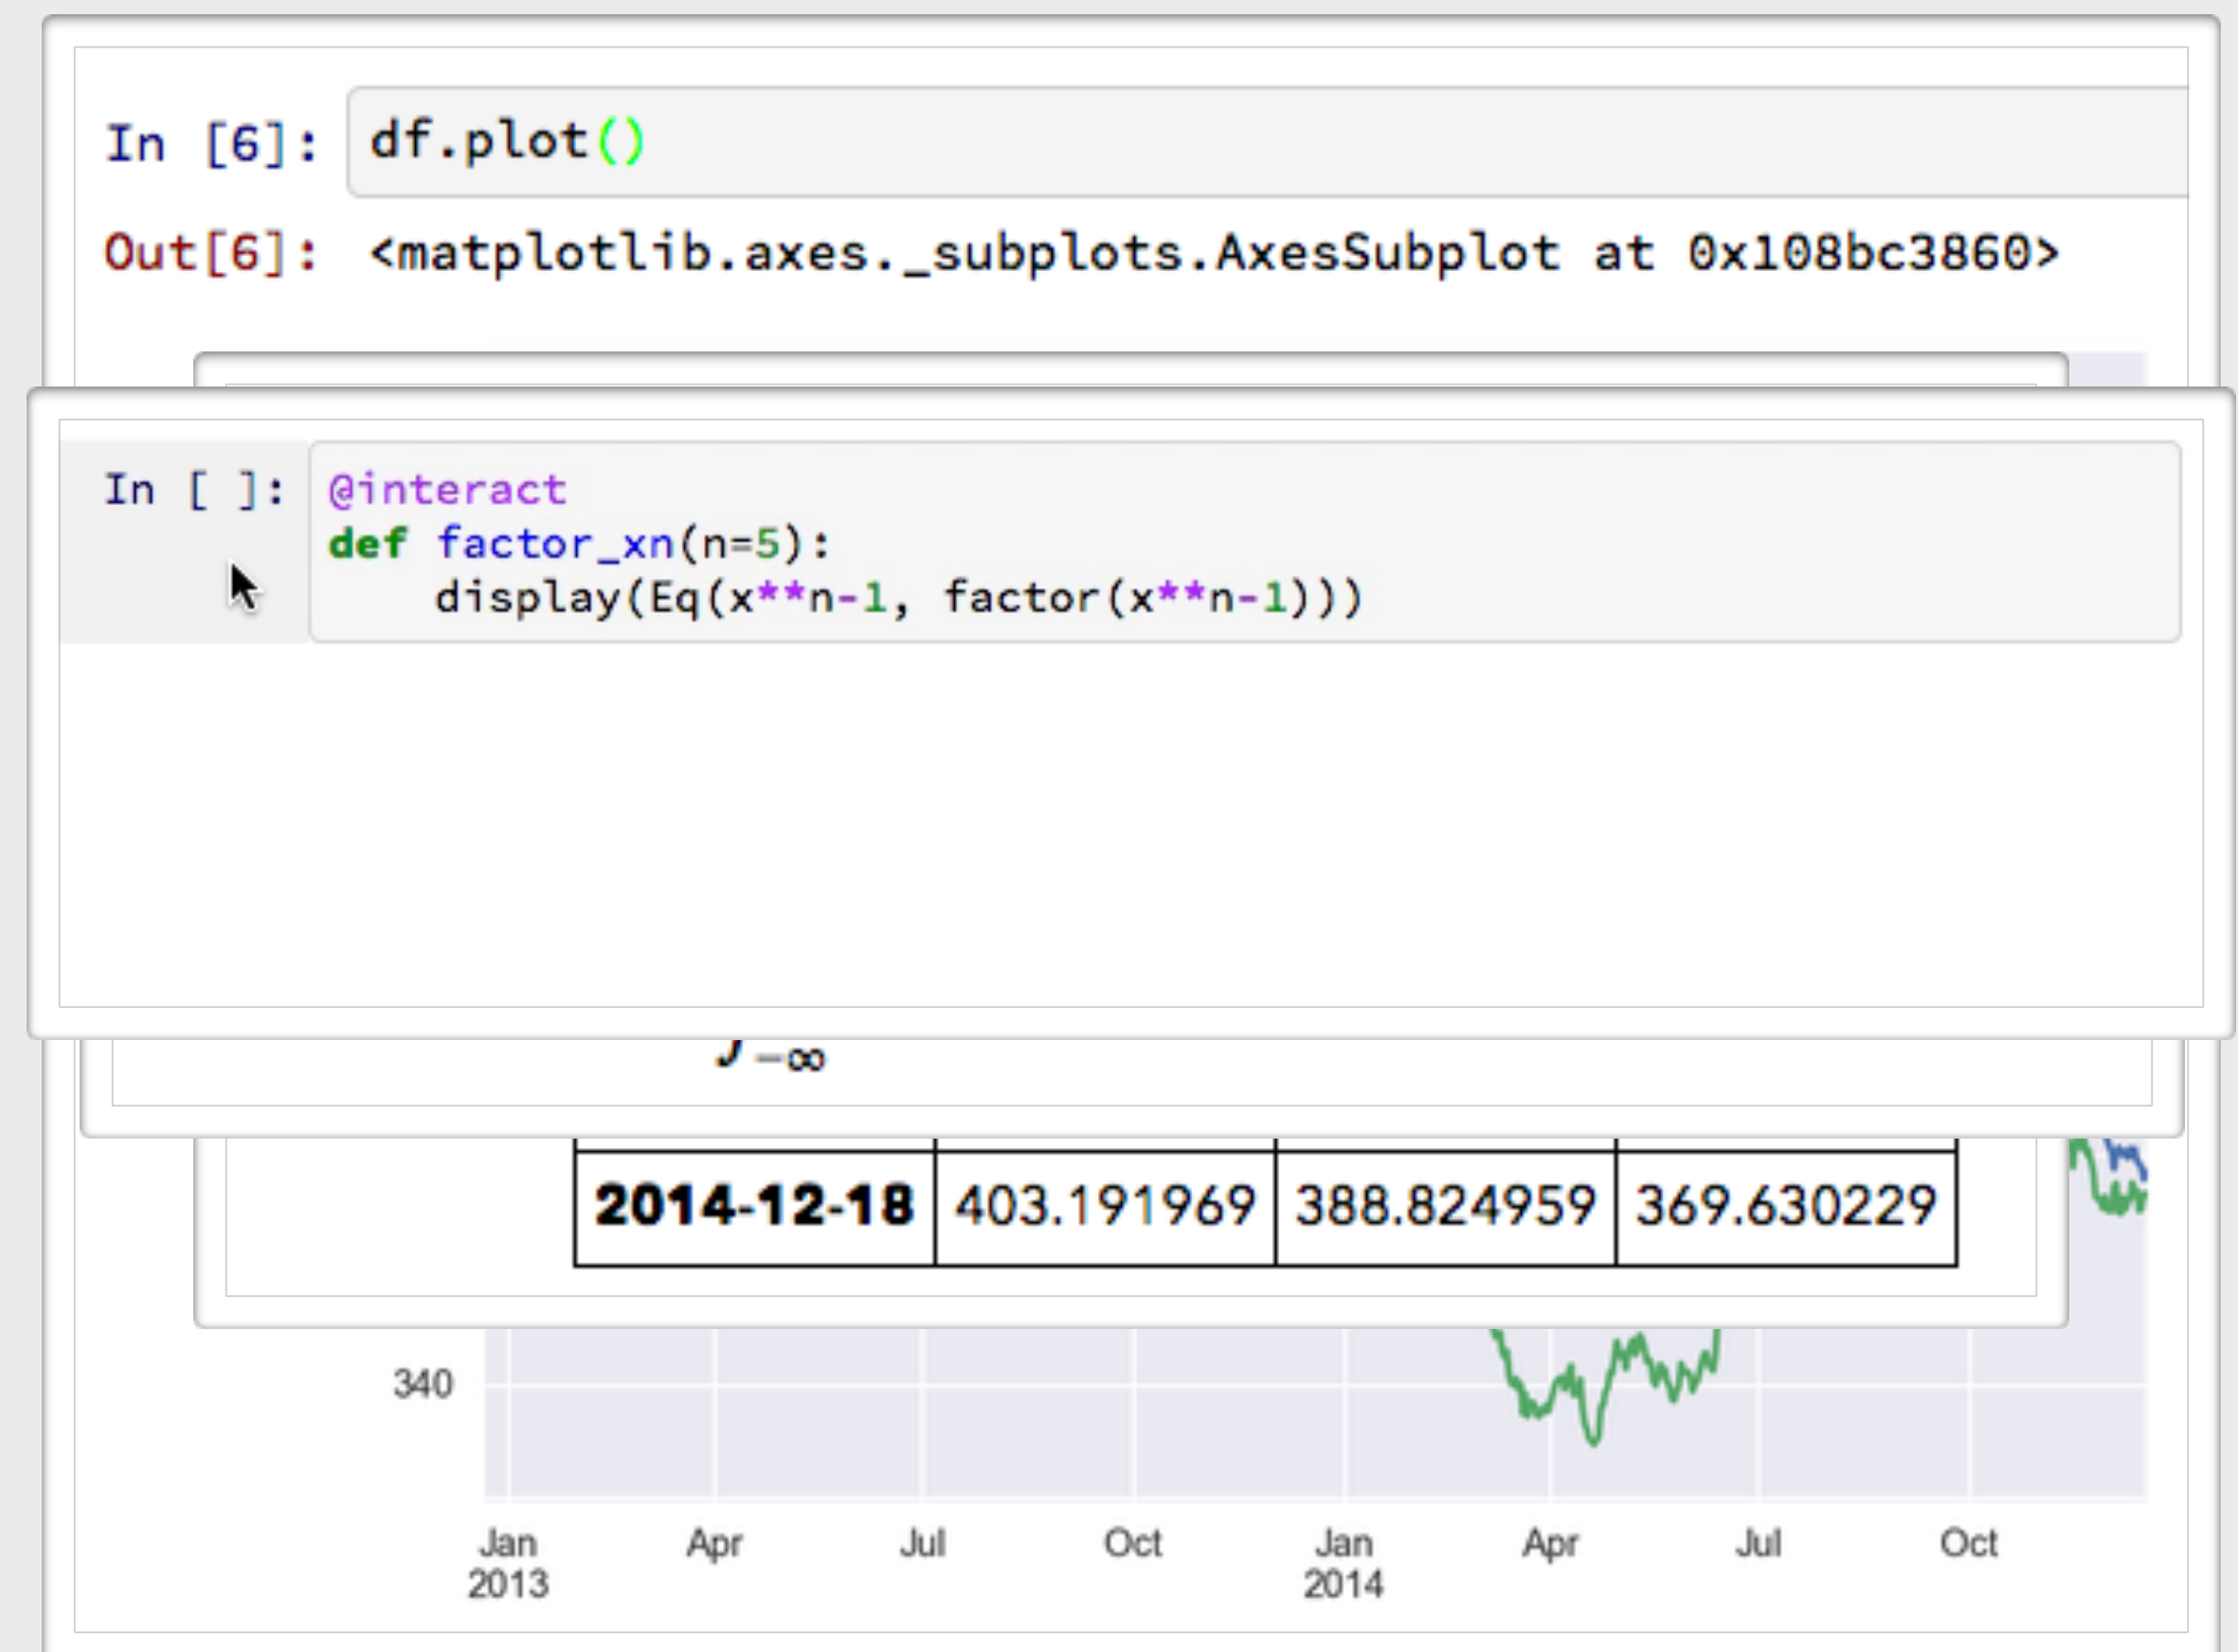 In [6]: df.plot()
Out[6]: <matplotlib.axes._subplots.AxesSubplot at 0x108bc3860>
In [ ]: @interact
def factor_xn(n=5):
    display(Eq(x**n-1, factor(x**n-1)))
−∞
2014-12-18 403.191969 388.824959 369.630229
340
Jan Apr Jul Oct Jan Apr Jul Oct
2013 2014